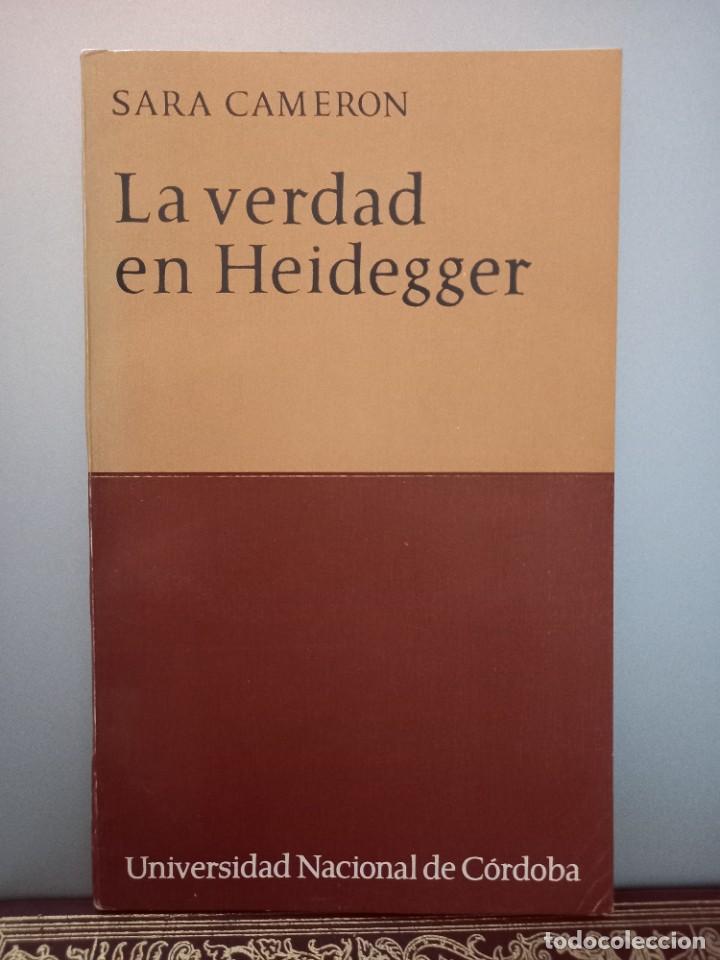 SARA CAMERON
La verdad
en Heidegger
Universidad Nacional de Córdoba
todocoleccion